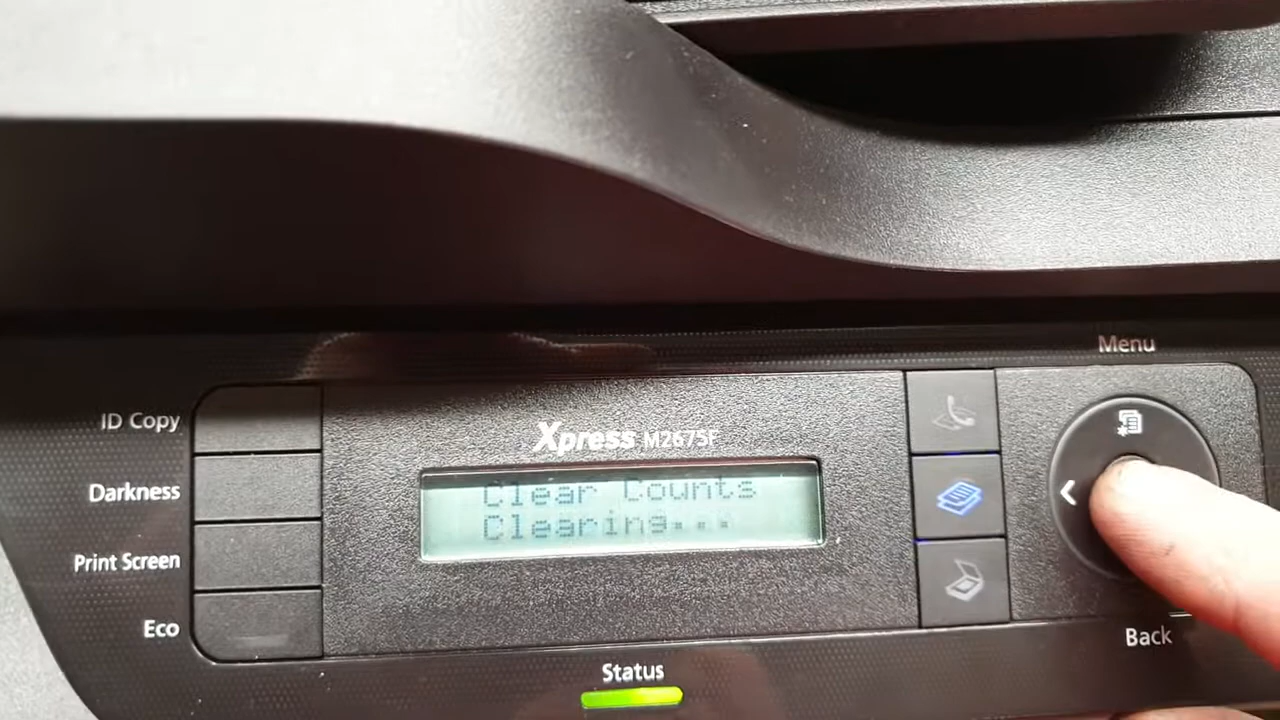 Menu
ID Copy
Xpress M2675F
Darkness
Clear Counts
Clearing...
Print Screen
Eco
Back
Status